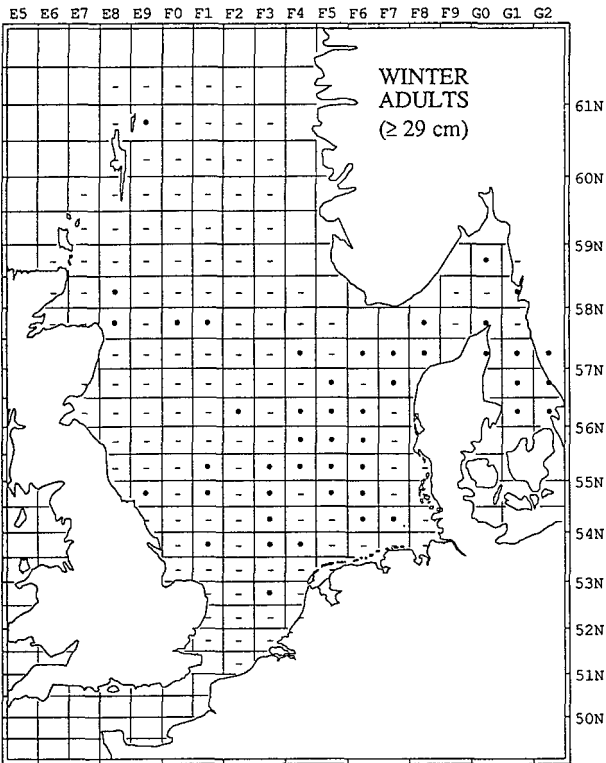 E5 E6 E7 E8 E9 F0 F1 F2 F3 F4 F5 F6 F7 F8 F9 G0 G1 G2
WINTER
ADULTS
(≥ 29 cm)
61N
60N
59N
58N
57N
56N
55N
54N
53N
52N
51N
50N